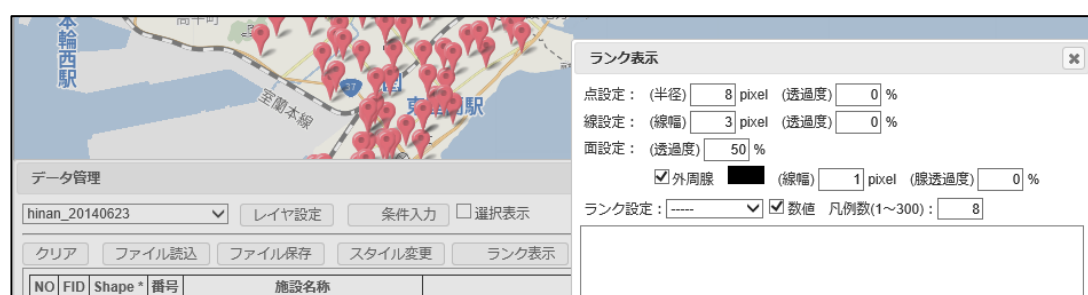 本輪西駅
室蘭本線
37
東室蘭駅
ランク表示
点設定： (半径) 8 pixel (透過度) 0 %
線設定： (線幅) 3 pixel (透過度) 0 %
面設定： (透過度) 50 %
外周腺 (線幅) 1 pixel (腺透過度) 0 %
ランク設定： ----- 数値 凡例数(1～300)： 8
データ管理
hinan_20140623 レイヤ設定 条件入力 選択表示
クリア ファイル読込 ファイル保存 スタイル変更 ランク表示
NO FID Shape * 番号 施設名称